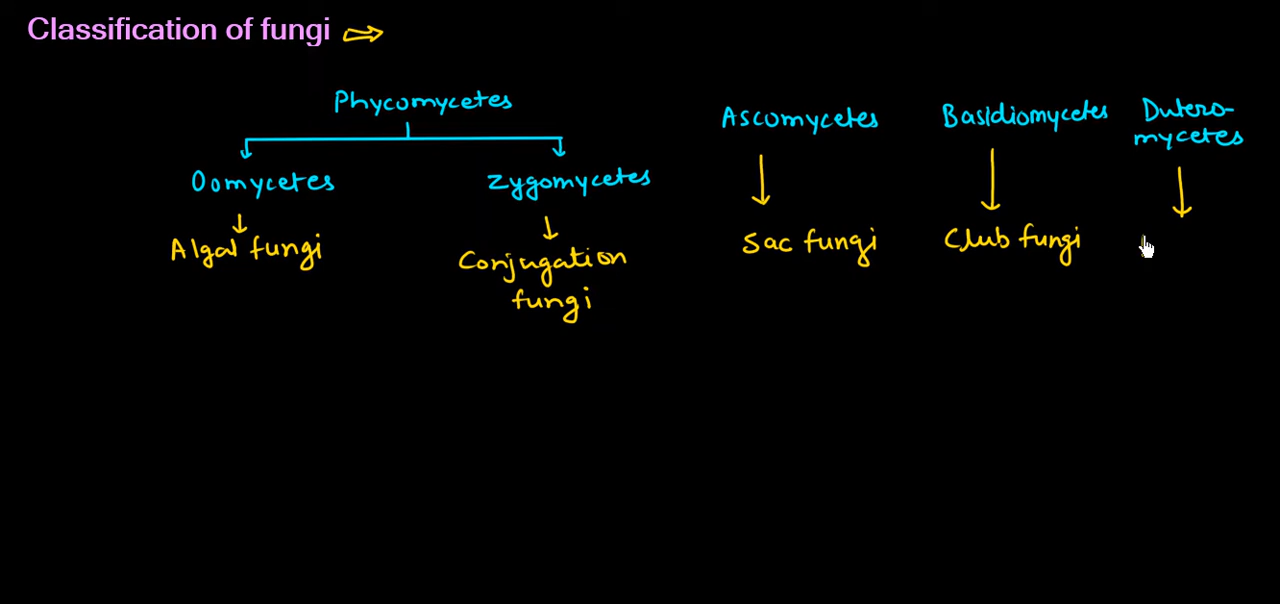 Classification of fungi
Phycomycetes
Ascomycetes
Basidiomycetes
Dutero-
mycetes
Oomycetes
Zygomycetes
Algal fungi
Conjugation
fungi
Sac fungi
Club fungi